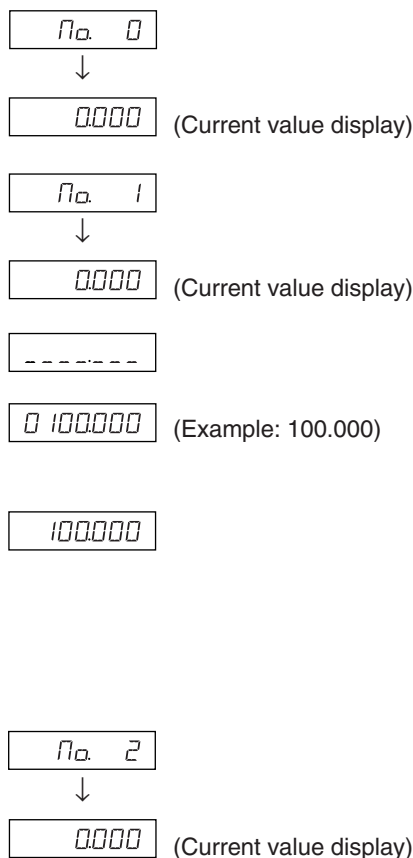 No. 0
↓
0.000 (Current value display)
No. 1
↓
0.000 (Current value display)
_ _ _ _._ _ _
0 100.000 (Example: 100.000)
100.000
No. 2
↓
0.000 (Current value display)